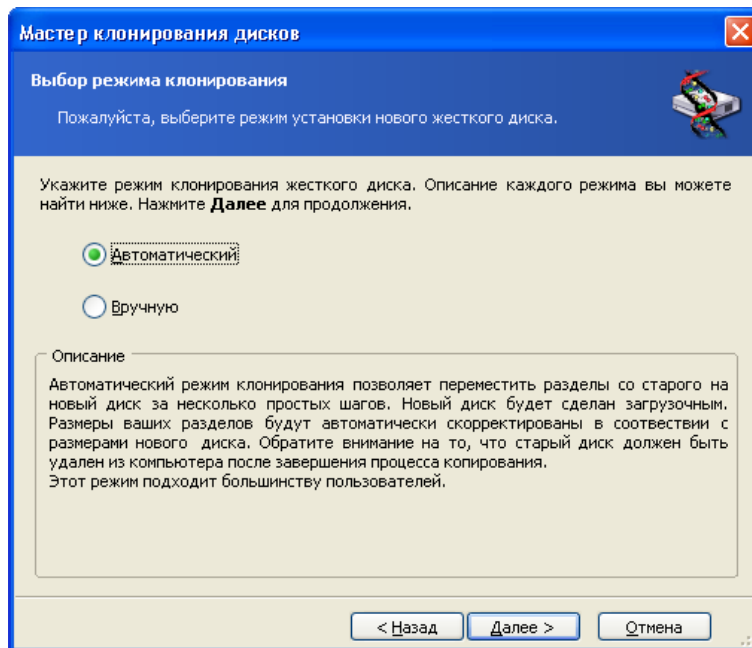 Мастер клонирования дисков
Выбор режима клонирования
Пожалуйста, выберите режим установки нового жесткого диска.
Укажите режим клонирования жесткого диска. Описание каждого режима вы можете
найти ниже. Нажмите Далее для продолжения.
Автоматический
Вручную
Описание
Автоматический режим клонирования позволяет переместить разделы со старого на
новый диск за несколько простых шагов. Новый диск будет сделан загрузочным.
Размеры ваших разделов будут автоматически скорректированы в соотвествии с
размерами нового диска. Обратите внимание на то, что старый диск должен быть
удален из компьютера после завершения процесса копирования.
Этот режим подходит большинству пользователей.
< Назад Далее > Отмена